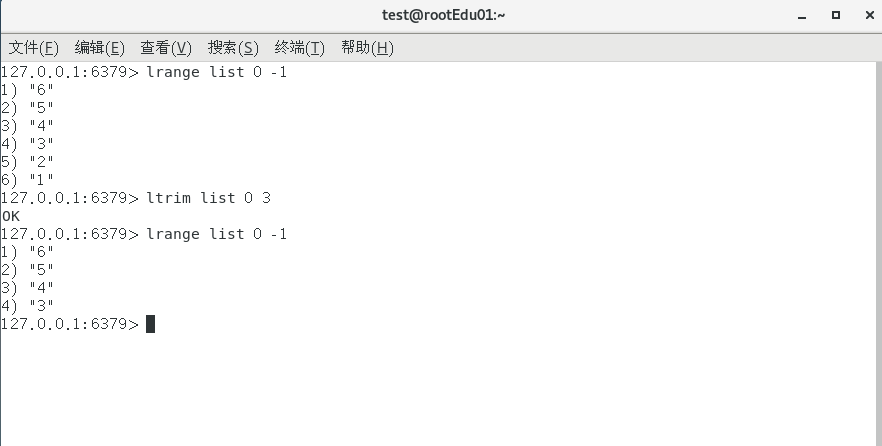 test@rootEdu01:~
文件(F) 编辑(E) 查看(V) 搜索(S) 终端(T) 帮助(H)
127.0.0.1:6379> lrange list 0 -1
1) "6"
2) "5"
3) "4"
4) "3"
5) "2"
6) "1"
127.0.0.1:6379> ltrim list 0 3
OK
127.0.0.1:6379> lrange list 0 -1
1) "6"
2) "5"
3) "4"
4) "3"
127.0.0.1:6379>